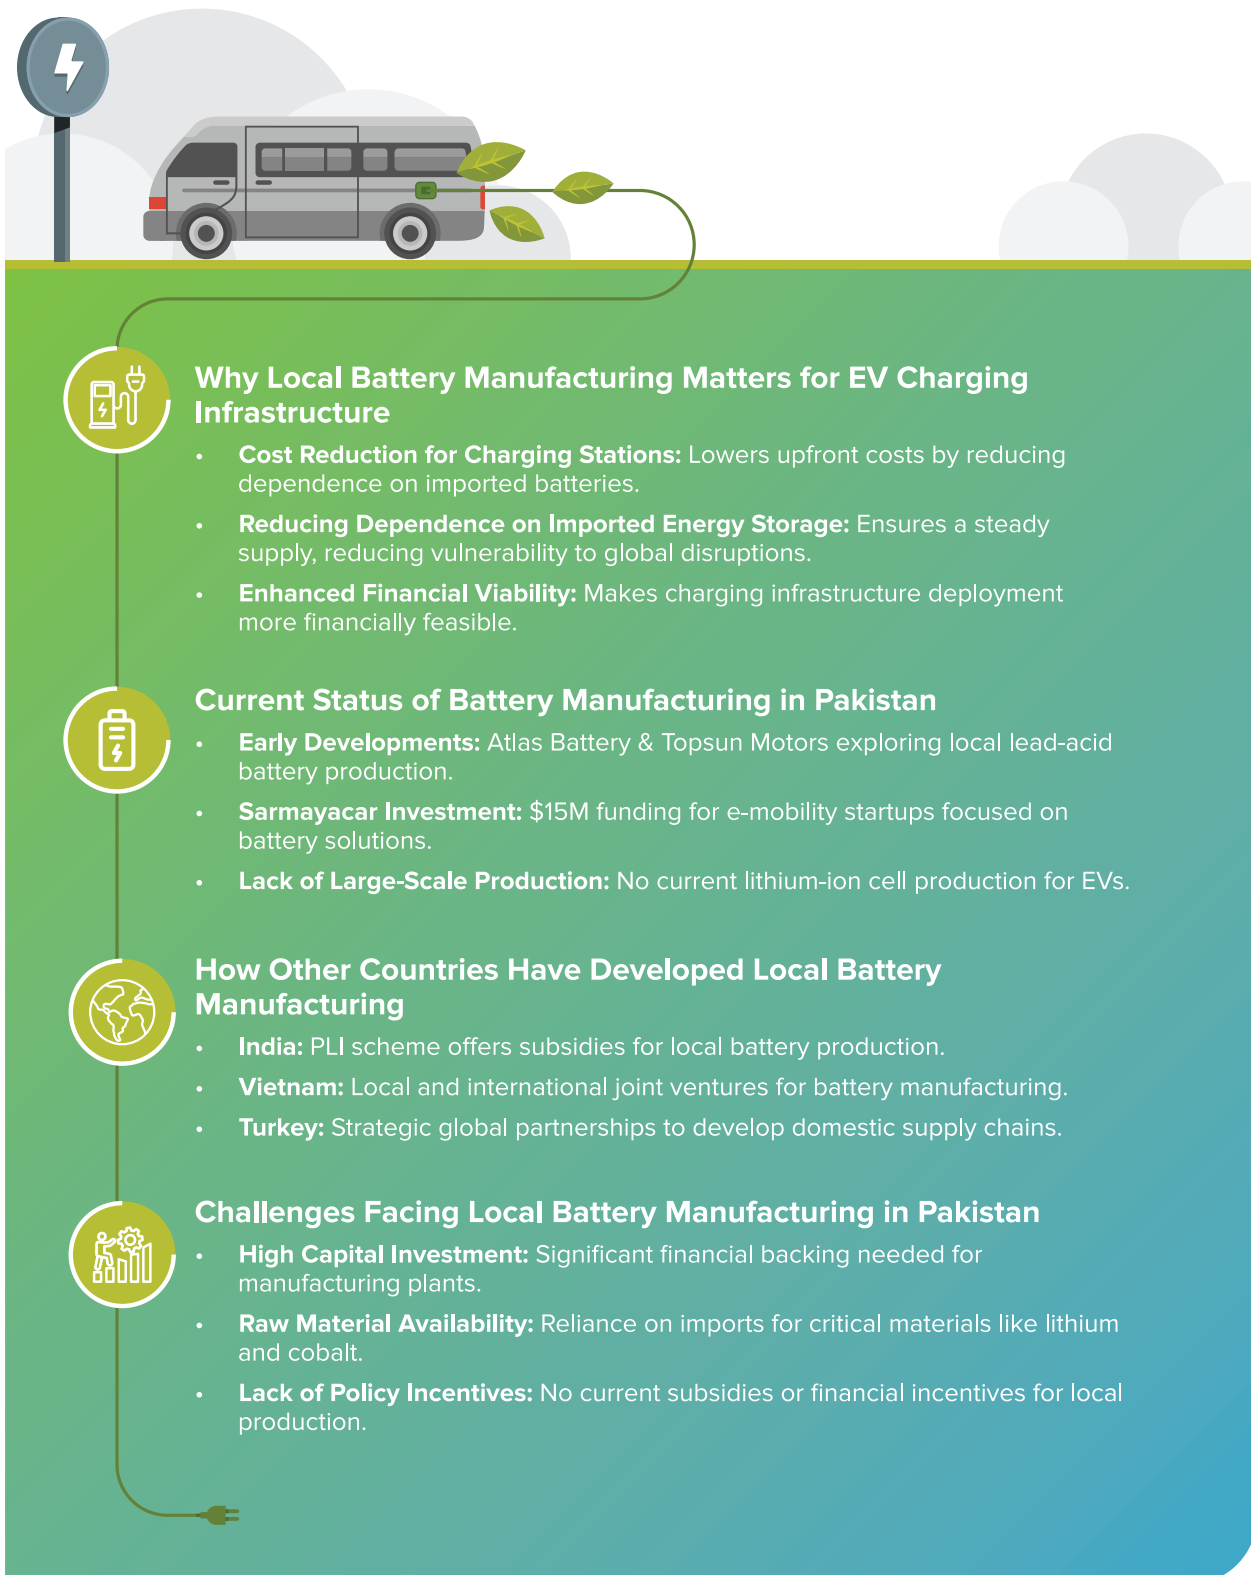 Why Local Battery Manufacturing Matters for EV Charging
Infrastructure
• Cost Reduction for Charging Stations: Lowers upfront costs by reducing
dependence on imported batteries.
• Reducing Dependence on Imported Energy Storage: Ensures a steady
supply, reducing vulnerability to global disruptions.
• Enhanced Financial Viability: Makes charging infrastructure deployment
more financially feasible.
Current Status of Battery Manufacturing in Pakistan
• Early Developments: Atlas Battery & Topsun Motors exploring local lead-acid
battery production.
• Sarmayacar Investment: $15M funding for e-mobility startups focused on
battery solutions.
• Lack of Large-Scale Production: No current lithium-ion cell production for EVs.
How Other Countries Have Developed Local Battery
Manufacturing
• India: PLI scheme offers subsidies for local battery production.
• Vietnam: Local and international joint ventures for battery manufacturing.
• Turkey: Strategic global partnerships to develop domestic supply chains.
Challenges Facing Local Battery Manufacturing in Pakistan
• High Capital Investment: Significant financial backing needed for
manufacturing plants.
• Raw Material Availability: Reliance on imports for critical materials like lithium
and cobalt.
• Lack of Policy Incentives: No current subsidies or financial incentives for local
production.